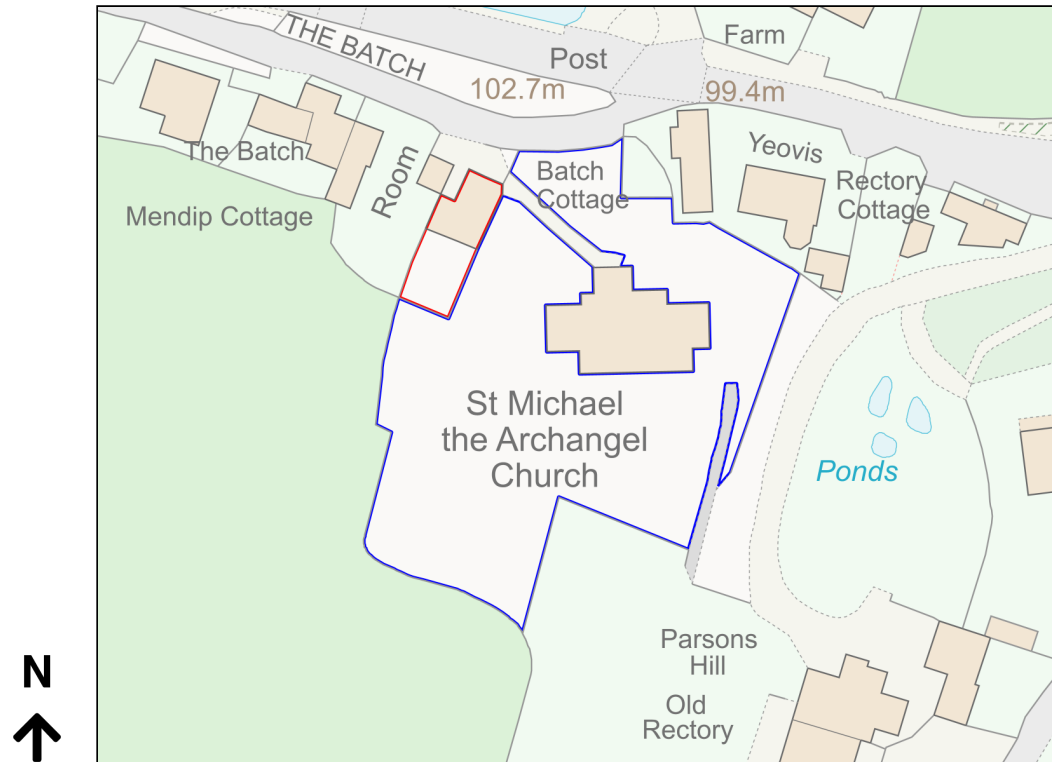 THE BATCH
Post
Farm
102.7m
99.4m
The Batch
Room
Batch
Cottage
Yeovis
Rectory
Cottage
Mendip Cottage
St Michael
the Archangel
Church
Ponds
Parsons
Hill
Old
Rectory
N